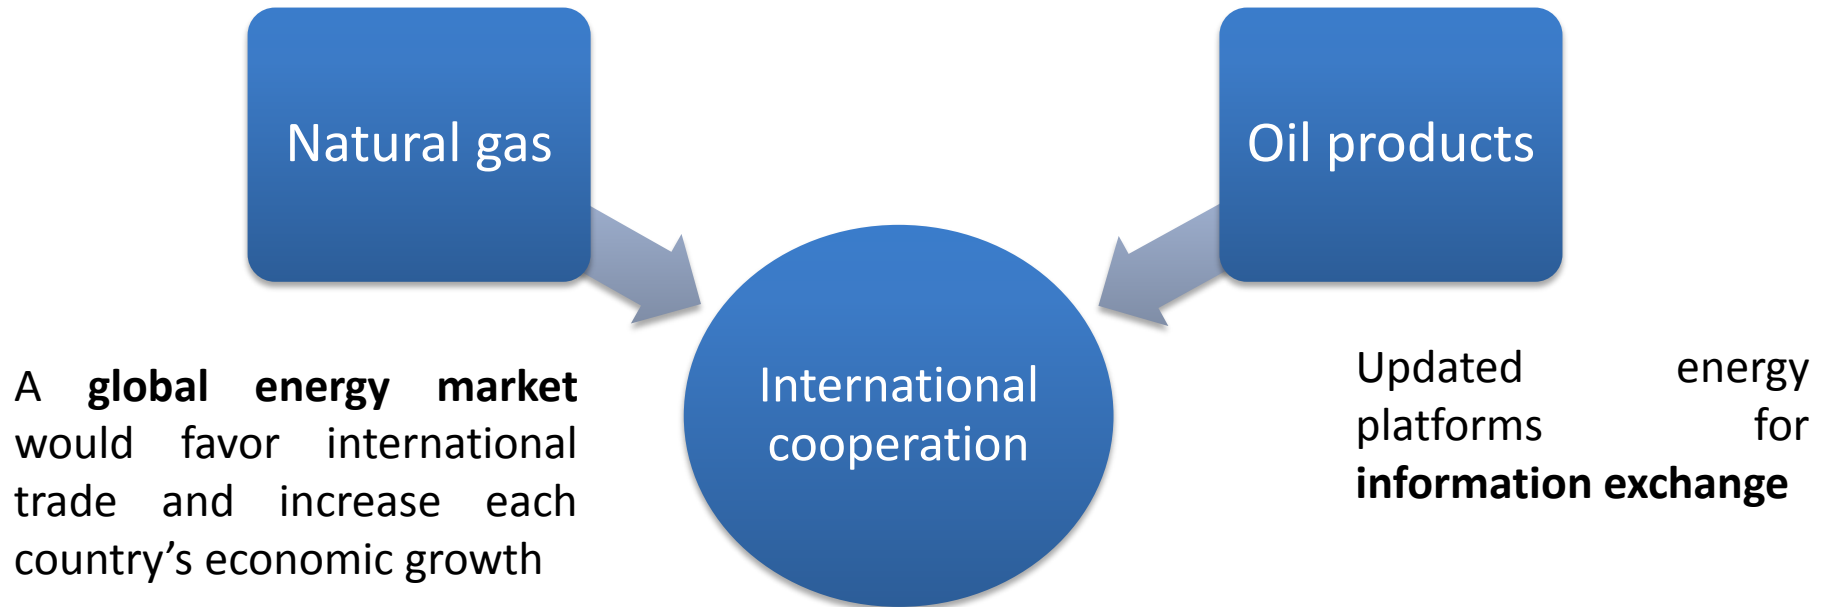 Natural gas
Oil products
International
cooperation
A global energy market
would favor international
trade and increase each
country’s economic growth
Updated energy
platforms for
information exchange